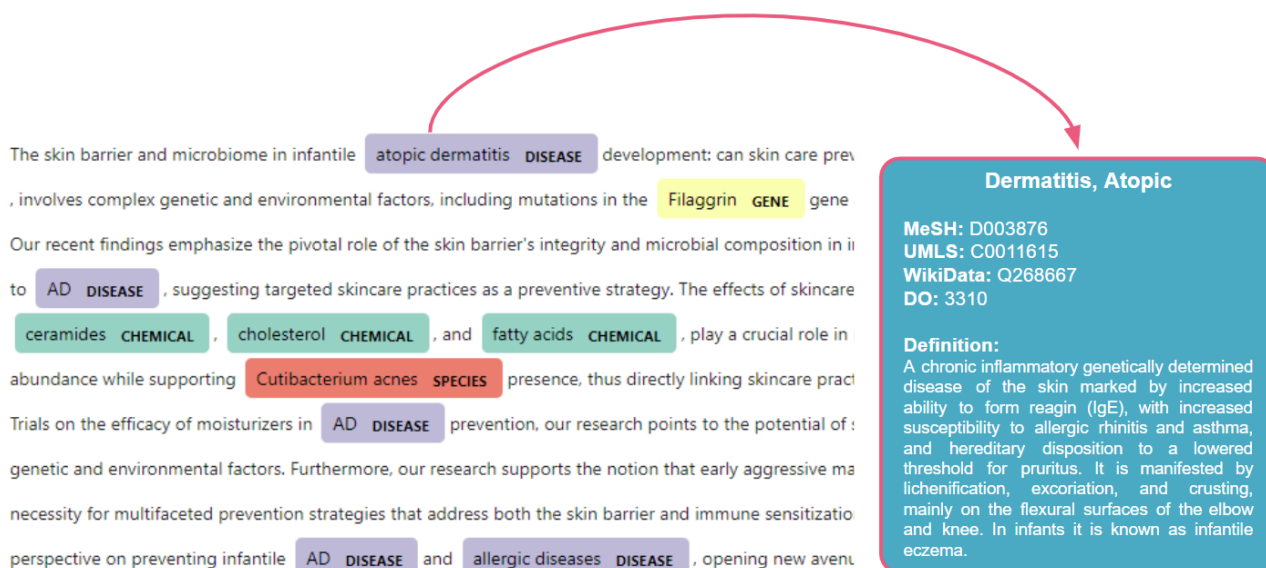 The skin barrier and microbiome in infantile atopic dermatitis DISEASE development: can skin care
, involves complex genetic and environmental factors, including mutations in the Filaggrin GENE gene
Our recent findings emphasize the pivotal role of the skin barrier's integrity and microbial composition in
to AD DISEASE , suggesting targeted skincare practices as a preventive strategy. The effects of skincare
ceramides CHEMICAL , cholesterol CHEMICAL , and fatty acids CHEMICAL , play a crucial role in
abundance while supporting Cutibacterium acnes SPECIES presence, thus directly linking skincare
Trials on the efficacy of moisturizers in AD DISEASE prevention, our research points to the potential of
genetic and environmental factors. Furthermore, our research supports the notion that early aggressive
necessity for multifaceted prevention strategies that address both the skin barrier and immune
perspective on preventing infantile AD DISEASE and allergic diseases DISEASE , opening new
Dermatitis, Atopic
MeSH: D003876
UMLS: C0011615
WikiData: Q268667
DO: 3310
Definition:
A chronic inflammatory genetically determined
disease of the skin marked by increased
ability to form reagin (IgE), with increased
susceptibility to allergic rhinitis and asthma,
and hereditary disposition to a lowered
threshold for pruritus. It is manifested by
lichenification, excoriation, and crusting,
mainly on the flexural surfaces of the elbow
and knee. In infants it is known as infantile
eczema.